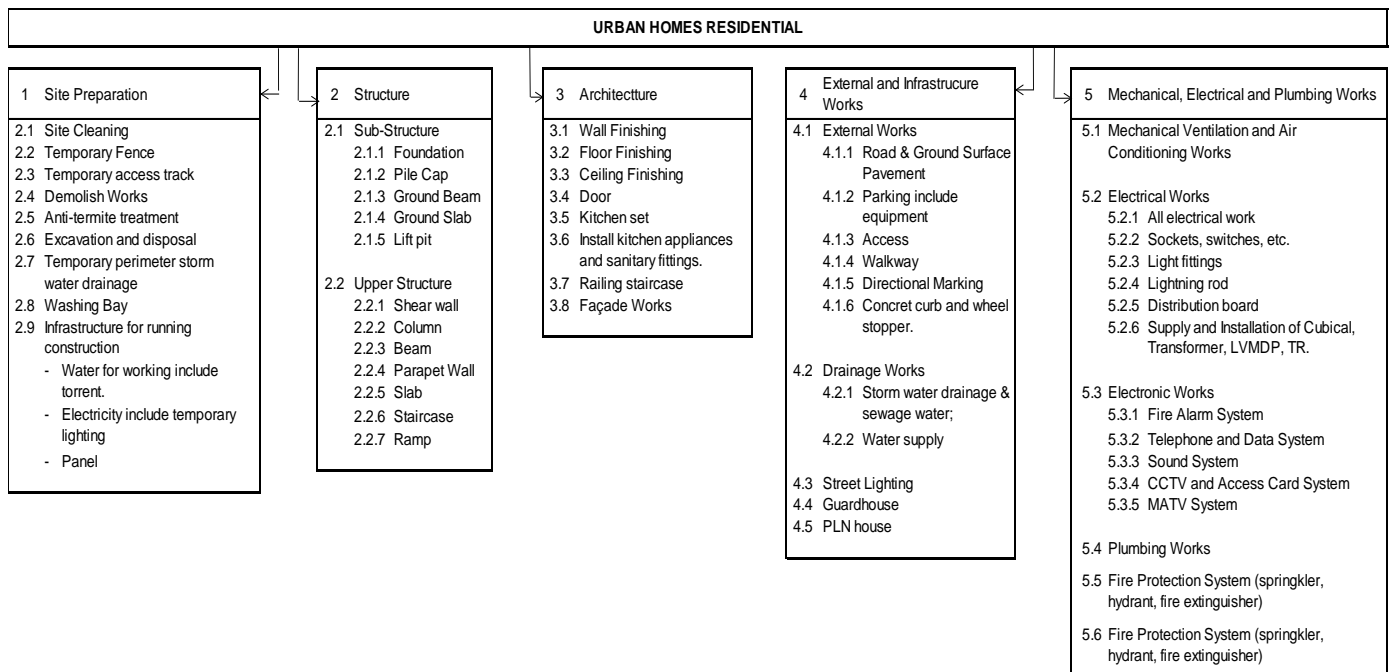 URBAN HOMES RESIDENTIAL
1 Site Preparation
2.1 Site Cleaning
2.2 Temporary Fence
2.3 Temporary access track
2.4 Demolish Works
2.5 Anti-termite treatment
2.6 Excavation and disposal
2.7 Temporary perimeter storm
water drainage
2.8 Washing Bay
2.9 Infrastructure for running
construction
- Water for working include
torrent.
- Electricity include temporary
lighting
- Panel
2 Structure
2.1 Sub-Structure
2.1.1 Foundation
2.1.2 Pile Cap
2.1.3 Ground Beam
2.1.4 Ground Slab
2.1.5 Lift pit
2.2 Upper Structure
2.2.1 Shear wall
2.2.2 Column
2.2.3 Beam
2.2.4 Parapet Wall
2.2.5 Slab
2.2.6 Staircase
2.2.7 Ramp
3 Architectture
3.1 Wall Finishing
3.2 Floor Finishing
3.3 Ceiling Finishing
3.4 Door
3.5 Kitchen set
3.6 Install kitchen appliances
and sanitary fittings.
3.7 Railing staircase
3.8 Façade Works
4 External and Infrastrucure
Works
4.1 External Works
4.1.1 Road & Ground Surface
Pavement
4.1.2 Parking include
equipment
4.1.3 Access
4.1.4 Walkway
4.1.5 Directional Marking
4.1.6 Concret curb and wheel
stopper.
4.2 Drainage Works
4.2.1 Storm water drainage &
sewage water;
4.2.2 Water supply
4.3 Street Lighting
4.4 Guardhouse
4.5 PLN house
5 Mechanical, Electrical and Plumbing Works
5.1 Mechanical Ventilation and Air
Conditioning Works
5.2 Electrical Works
5.2.1 All electrical work
5.2.2 Sockets, switches, etc.
5.2.3 Light fittings
5.2.4 Lightning rod
5.2.5 Distribution board
5.2.6 Supply and Installation of Cubical,
Transformer, LVMDP, TR.
5.3 Electronic Works
5.3.1 Fire Alarm System
5.3.2 Telephone and Data System
5.3.3 Sound System
5.3.4 CCTV and Access Card System
5.3.5 MATV System
5.4 Plumbing Works
5.5 Fire Protection System (springkler,
hydrant, fire extinguisher)
5.6 Fire Protection System (springkler,
hydrant, fire extinguisher)